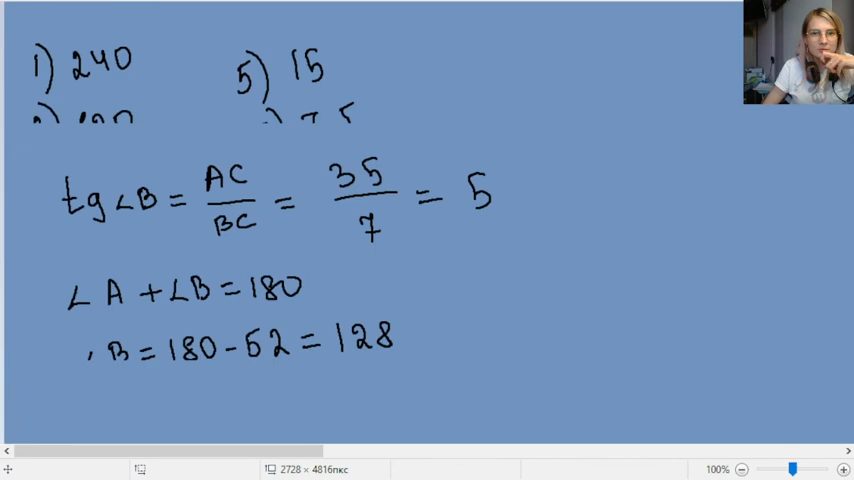 1) 240
5) 15
tg∠B = AC/BC = 35/7 = 5
∠A + ∠B = 180
B = 180 - 52 = 128
2728 × 4816пкс
100%